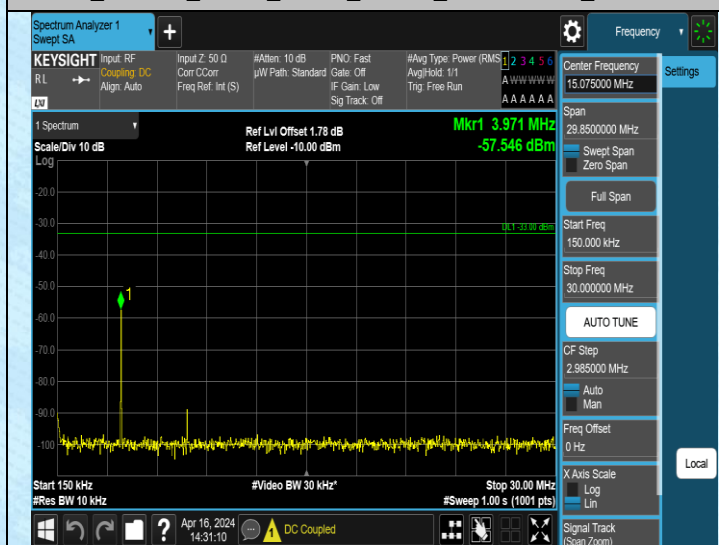 Spectrum Analyzer 1
Swept SA
+
Frequency
KEYSIGHT
RL
LXI
Input: RF
Coupling: DC
Align: Auto
Input Z: 50 Ω
Corr CCorr
Freq Ref: Int (S)
#Atten: 10 dB
µW Path: Standard
PNO: Fast
Gate: Off
IF Gain: Low
Sig Track: Off
#Avg Type: Power (RMS
Avg|Hold: 1/1
Trig: Free Run
1 2 3 4 5 6
A W W W W W
A A A A A A
1 Spectrum
Scale/Div 10 dB
Log
Ref Lvl Offset 1.78 dB
Ref Level -10.00 dBm
Mkr1 3.971 MHz
-57.546 dBm
-20.0
-30.0
DL1 -33.00 dBm
-40.0
-50.0
1
-60.0
-70.0
-80.0
-90.0
-100
Start 150 kHz
#Res BW 10 kHz
#Video BW 30 kHz*
Stop 30.00 MHz
#Sweep 1.00 s (1001 pts)
Center Frequency
15.075000 MHz
Settings
Span
29.8500000 MHz
Swept Span
Zero Span
Full Span
Start Freq
150.000 kHz
Stop Freq
30.000000 MHz
AUTO TUNE
CF Step
2.985000 MHz
Auto
Man
Freq Offset
0 Hz
X Axis Scale
Log
Lin
Signal Track
(Span Zoom)
Local
?
Apr 16, 2024
14:31:10
DC Coupled